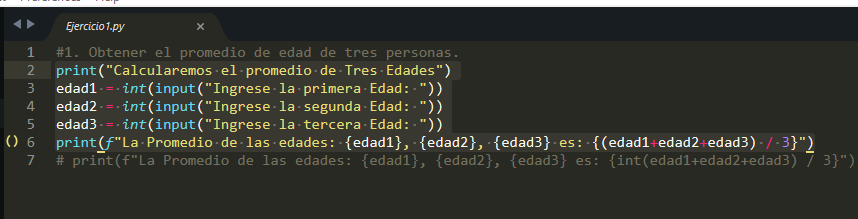 Preferences Help
Ejercicio1.py ×
1 #1. Obtener el promedio de edad de tres personas.
2 print("Calcularemos el promedio de Tres Edades")
3 edad1 = int(input("Ingrese la primera Edad: "))
4 edad2 = int(input("Ingrese la segunda Edad: "))
5 edad3 = int(input("Ingrese la tercera Edad: "))
() 6 print(f"La Promedio de las edades: {edad1}, {edad2}, {edad3} es: {(edad1+edad2+edad3) / 3}")
7 # print(f"La Promedio de las edades: {edad1}, {edad2}, {edad3} es: {int(edad1+edad2+edad3) / 3}")